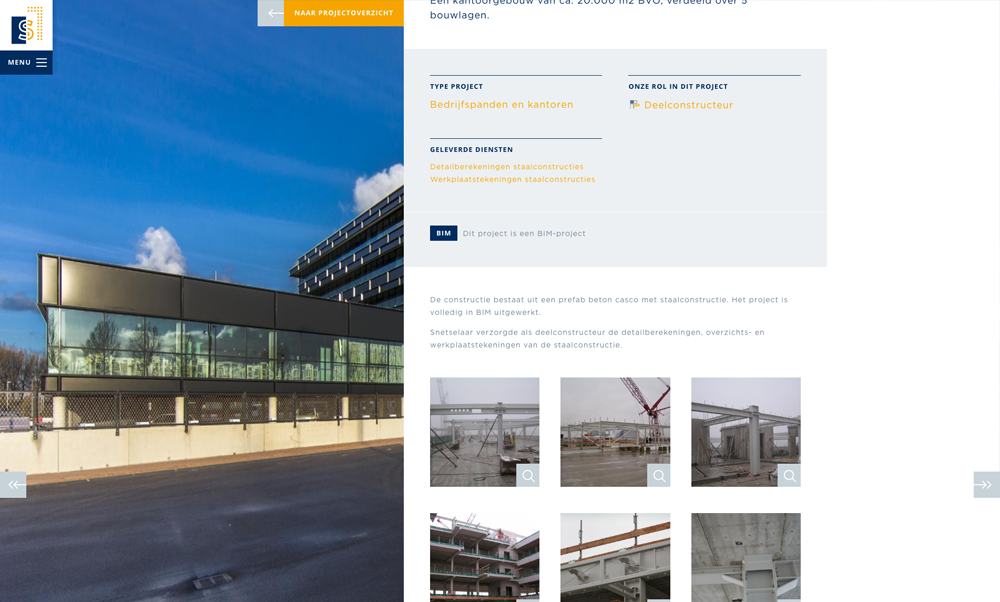 NAAR PROJECTOVERZICHT
MENU
Een kantoorgebouw van ca. 20.000 m2 BVO, verdeeld over 5
bouwlagen.
TYPE PROJECT
Bedrijfspanden en kantoren
ONZE ROL IN DIT PROJECT
Deelconstructeur
GELEVERDE DIENSTEN
Detailberekeningen staalconstructies
Werkplaatstekeningen staalconstructies
BIM Dit project is een BIM-project
De constructie bestaat uit een prefab beton casco met staalconstructie. Het project is
volledig in BIM uitgewerkt.
Snetselaar verzorgde als deelconstructeur de detailberekeningen, overzichts- en
werkplaatstekeningen van de staalconstructie.